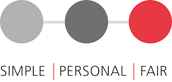 SIMPLE | PERSONAL | FAIR